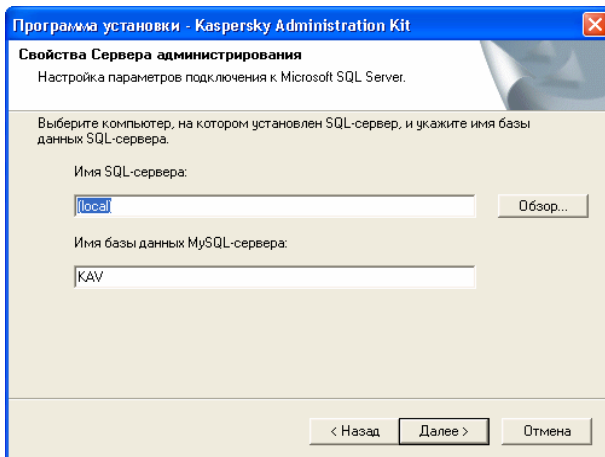 Программа установки - Kaspersky Administration Kit
Свойства Сервера администрирования
Настройка параметров подключения к Microsoft SQL Server.
Выберите компьютер, на котором установлен SQL-сервер, и укажите имя базы
данных SQL-сервера.
Имя SQL-сервера:
(local)
Обзор...
Имя базы данных MySQL-сервера:
KAV
< Назад
Далее >
Отмена